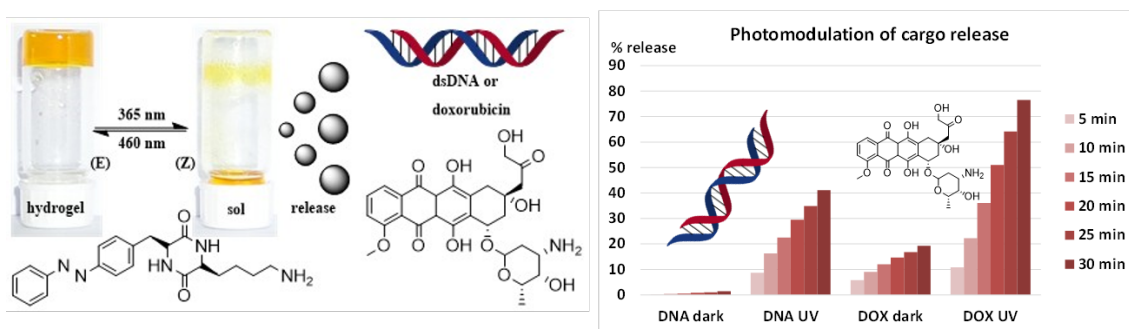 365 nm
460 nm
(E)
(Z)
hydrogel
sol
release
dsDNA or
doxorubicin
N
N
O
NH
HN
O
NH₂
OH
O
O
OH
OH
O
O
OH
O
O
NH₂
OH
Photomodulation of cargo release
% release
90
80
70
60
50
40
30
20
10
0
OH
O
O
OH
OH
O
O
OH
O
O
NH₂
OH
DNA dark
DNA UV
DOX dark
DOX UV
5 min
10 min
15 min
20 min
25 min
30 min